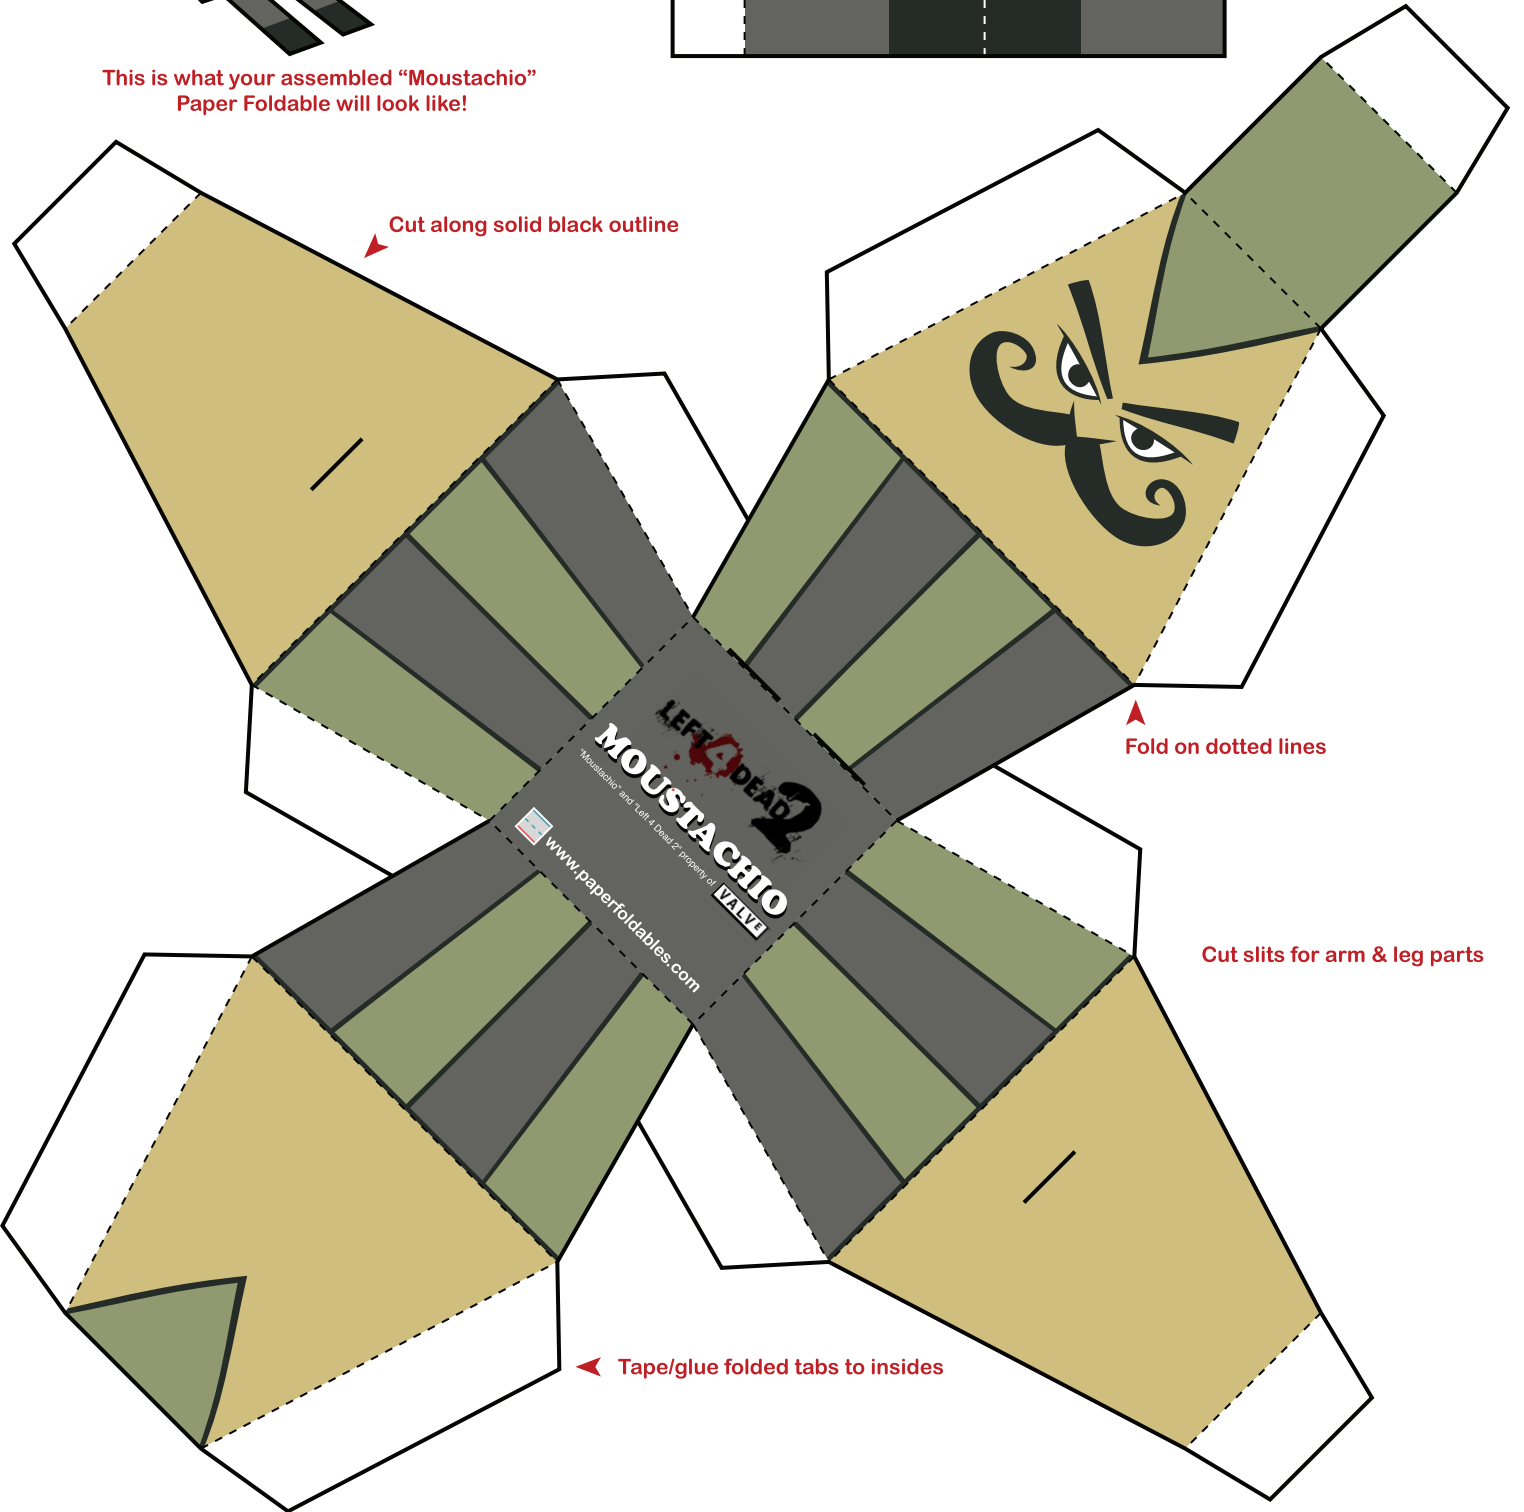 This is what your assembled “Moustachio”
Paper Foldable will look like!
Cut along solid black outline
Fold on dotted lines
LEFT 4 DEAD 2
MOUSTACHIO
"Moustachio" and "Left 4 Dead 2" property of
VALVE
www.paperfoldables.com
Cut slits for arm & leg parts
Tape/glue folded tabs to insides